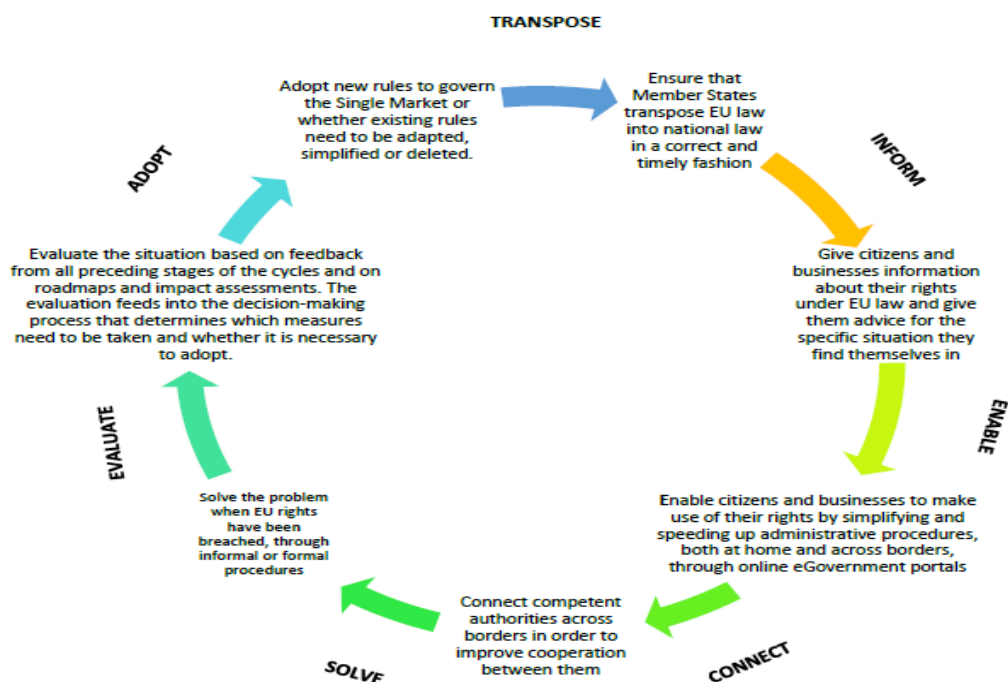 TRANSPOSE
Adopt new rules to govern
the Single Market or
whether existing rules
need to be adapted,
simplified or deleted.
Ensure that
Member States
transpose EU law
into national law
in a correct and
timely fashion
INFORM
Give citizens and
businesses information
about their rights
under EU law and give
them advice for the
specific situation they
find themselves in
ENABLE
Enable citizens and businesses to make
use of their rights by simplifying and
speeding up administrative procedures,
both at home and across borders,
through online eGovernment portals
CONNECT
Connect competent
authorities across
borders in order to
improve cooperation
between them
SOLVE
Solve the problem
when EU rights
have been
breached, through
informal or formal
procedures
EVALUATE
Evaluate the situation based on feedback
from all preceding stages of the cycles and on
roadmaps and impact assessments. The
evaluation feeds into the decision-making
process that determines which measures
need to be taken and whether it is necessary
to adopt.
ADOPT